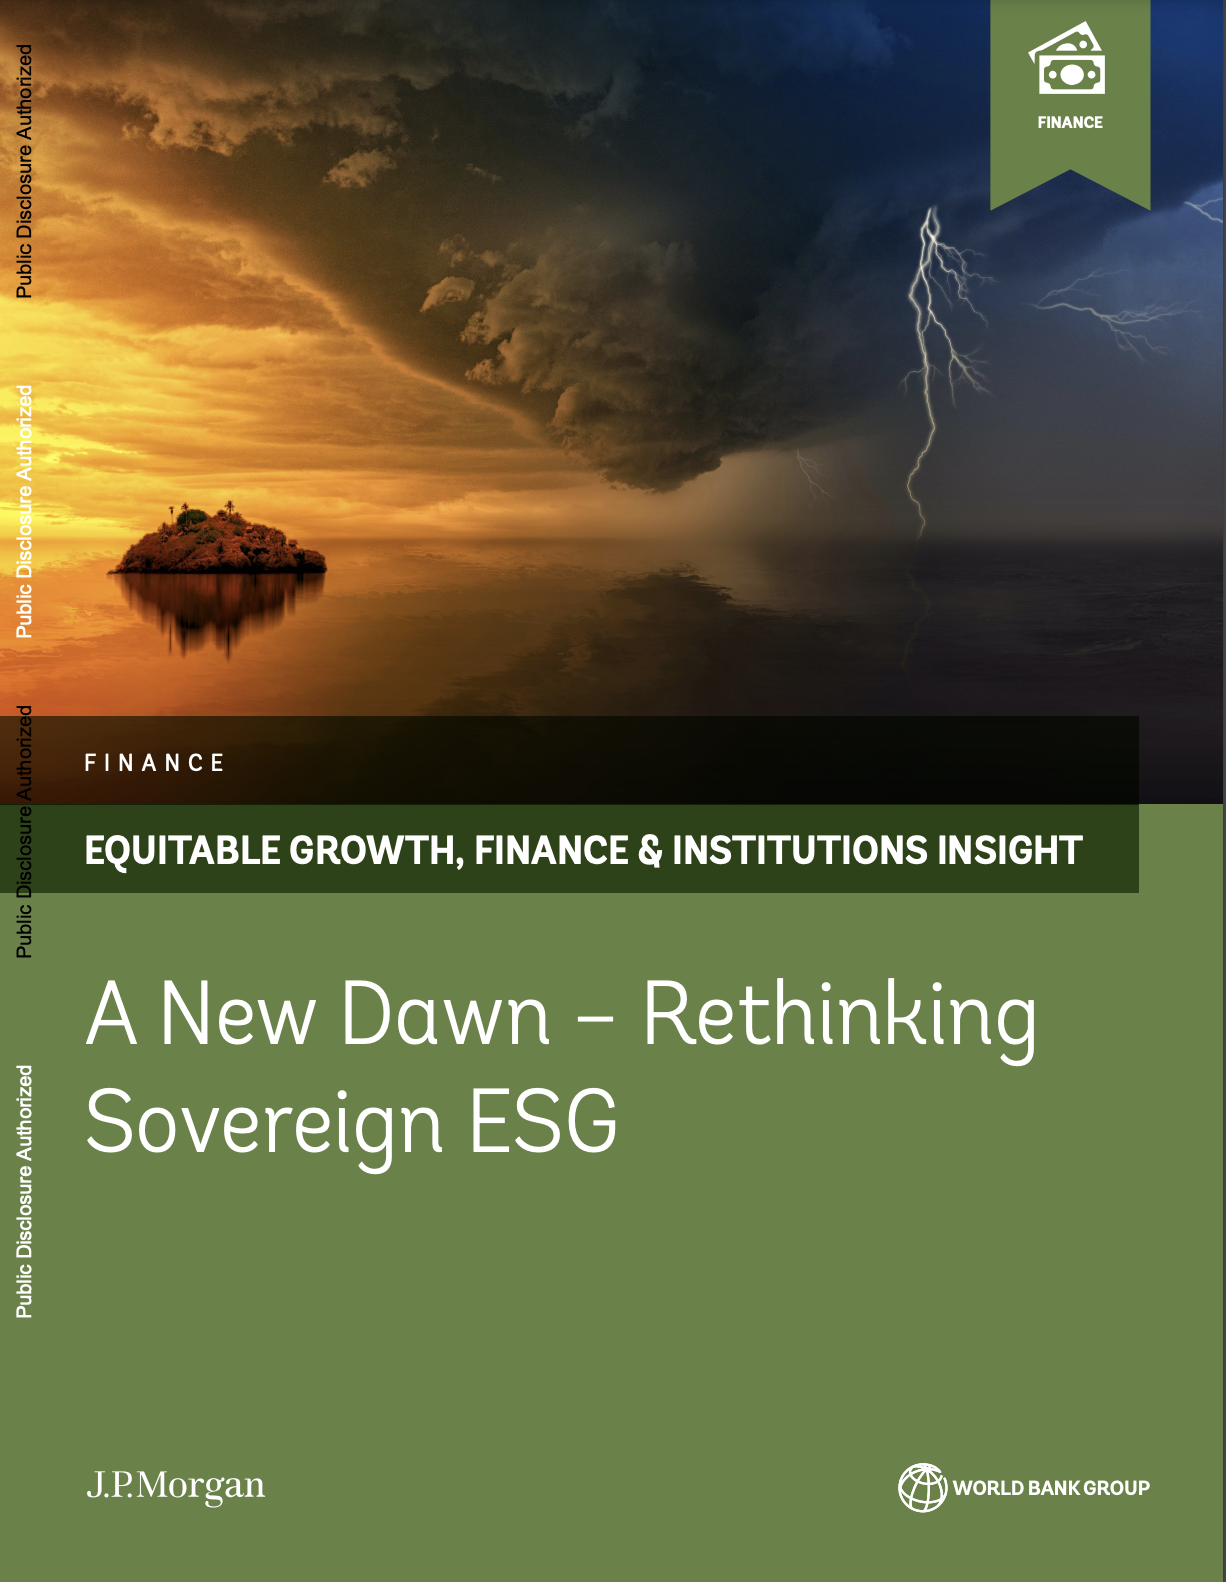 FINANCE
Public Disclosure Authorized
Public Disclosure Authorized
Public Disclosure Authorized
Public Disclosure Authorized
FINANCE
EQUITABLE GROWTH, FINANCE & INSTITUTIONS INSIGHT
A New Dawn – Rethinking
Sovereign ESG
J.P.Morgan
WORLD BANK GROUP